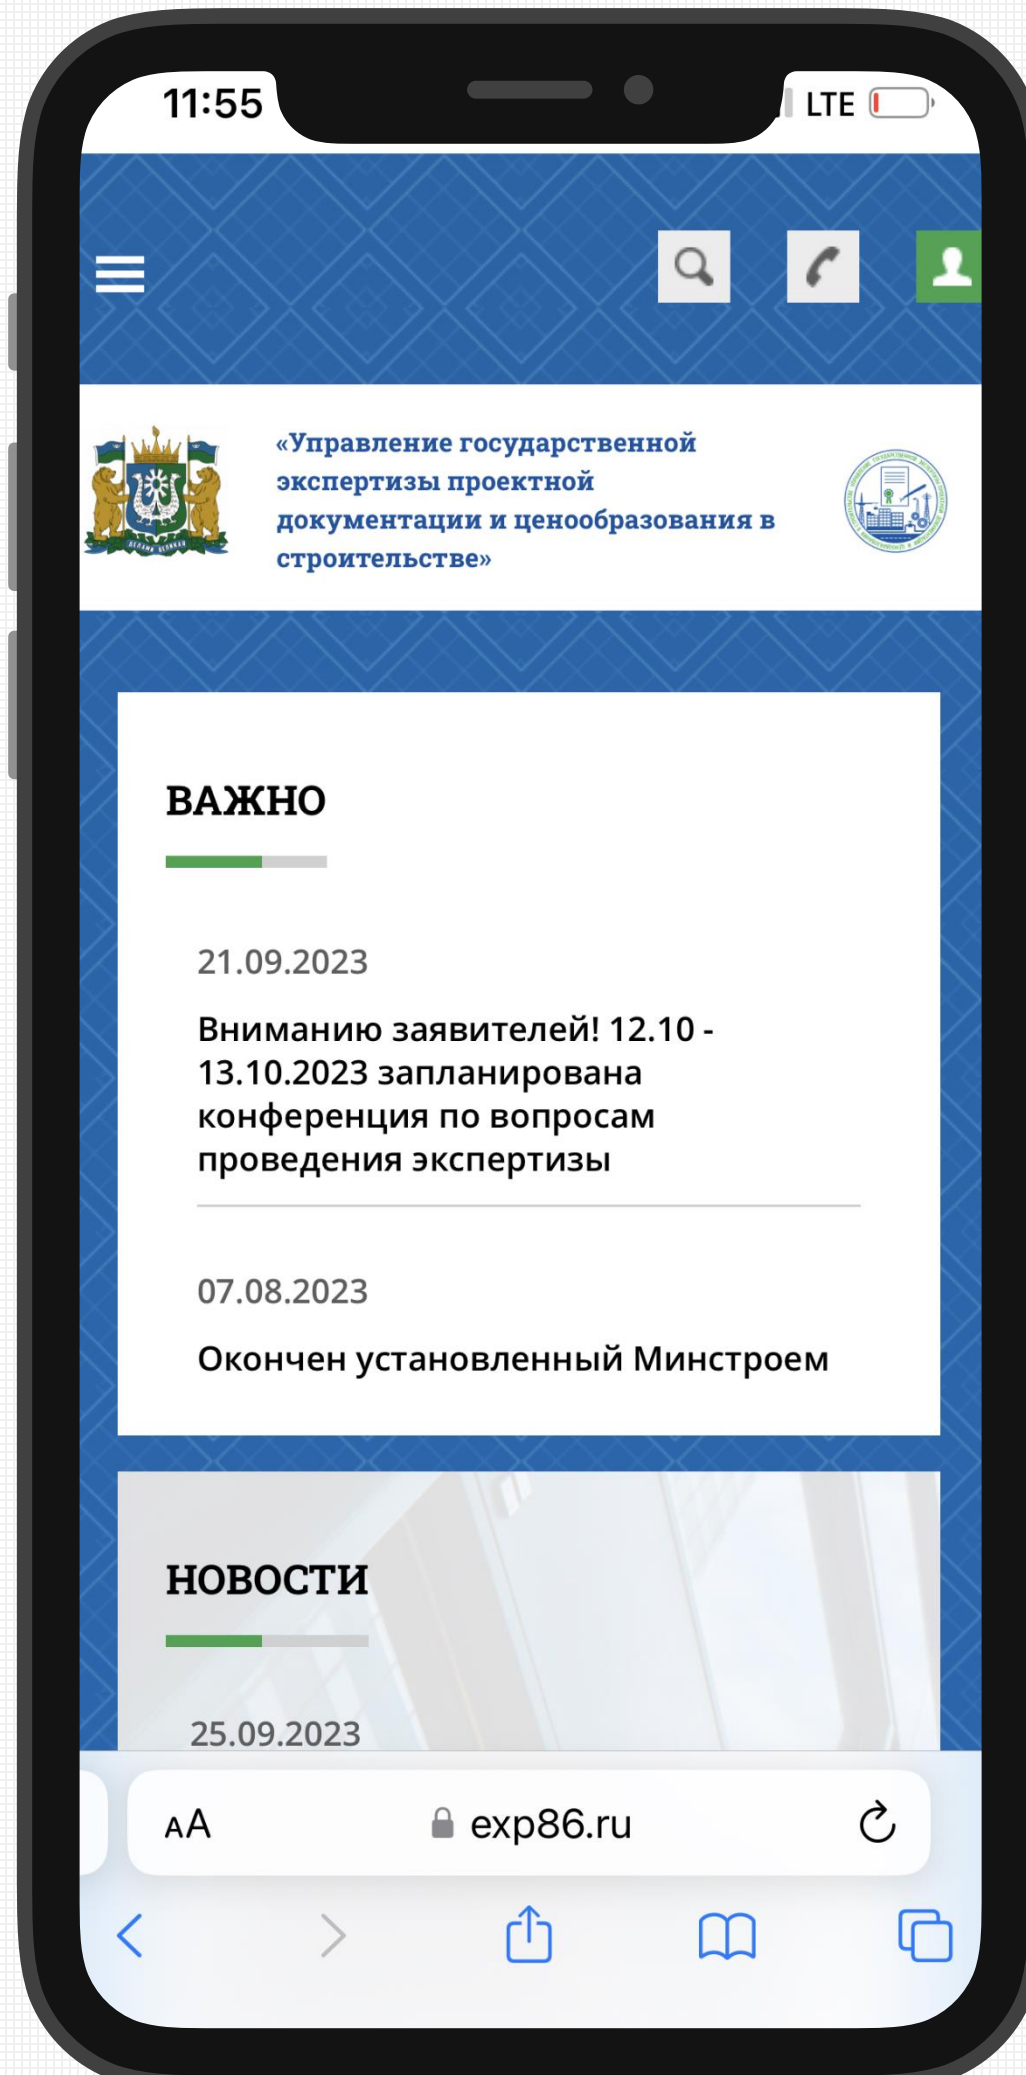 11:55
LTE
«Управление государственной
экспертизы проектной
документации и ценообразования в
строительстве»
ВАЖНО
21.09.2023
Вниманию заявителей! 12.10 -
13.10.2023 запланирована
конференция по вопросам
проведения экспертизы
07.08.2023
Окончен установленный Минстроем
НОВОСТИ
25.09.2023
AA
exp86.ru